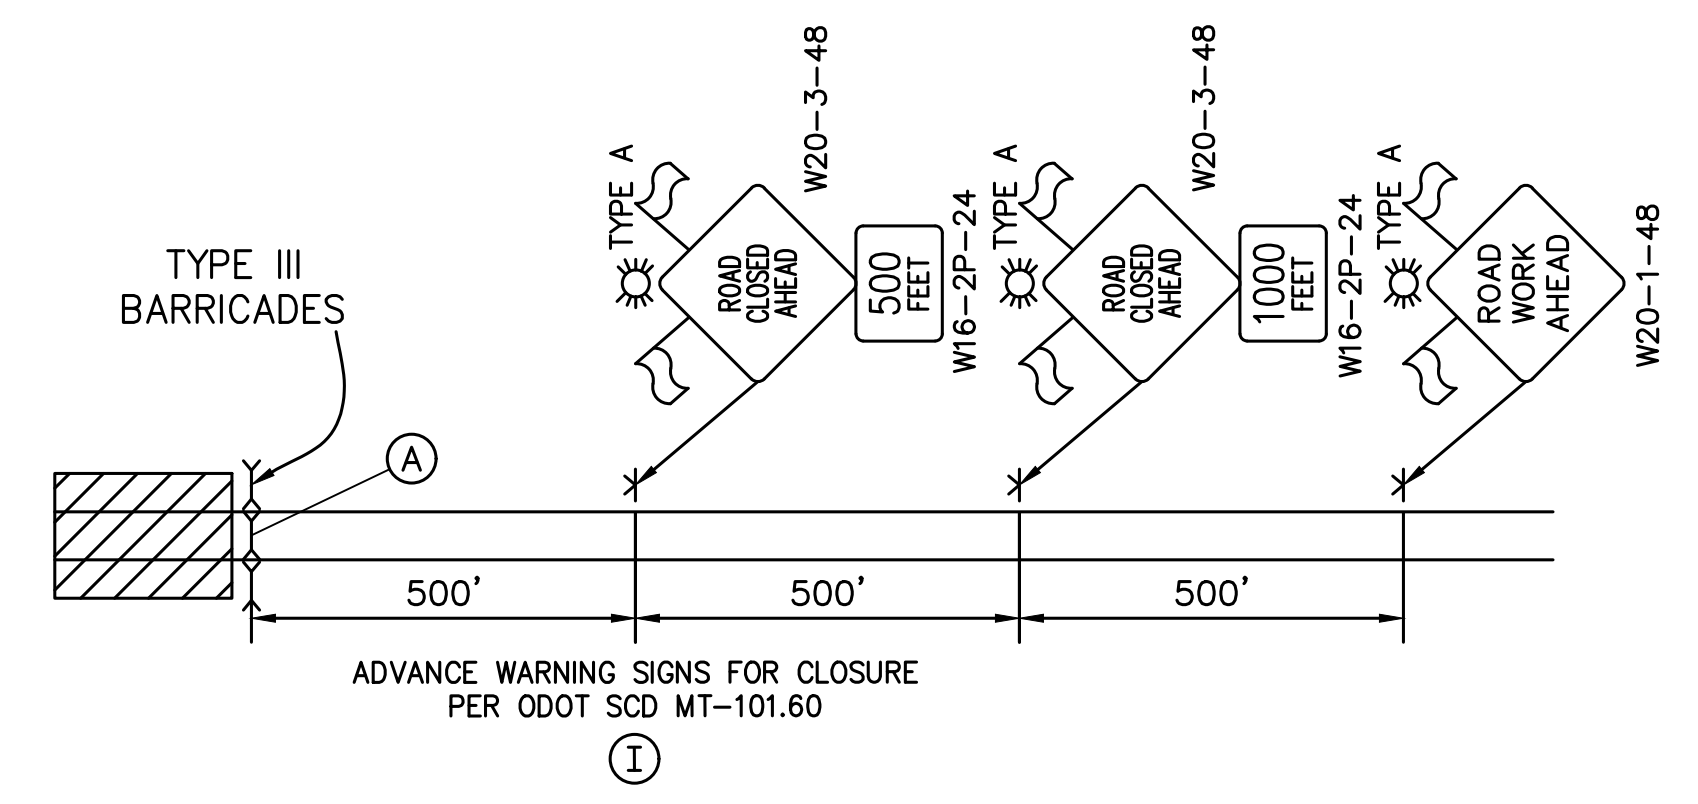 TYPE III
BARRICADES
A
TYPE A
ROAD
CLOSED
AHEAD
W20-3-48
500
FEET
W16-2P-24
TYPE A
ROAD
CLOSED
AHEAD
W20-3-48
1000
FEET
W16-2P-24
TYPE A
ROAD
WORK
AHEAD
W20-1-48
500'
500'
500'
ADVANCE WARNING SIGNS FOR CLOSURE
PER ODOT SCD MT-101.60
I